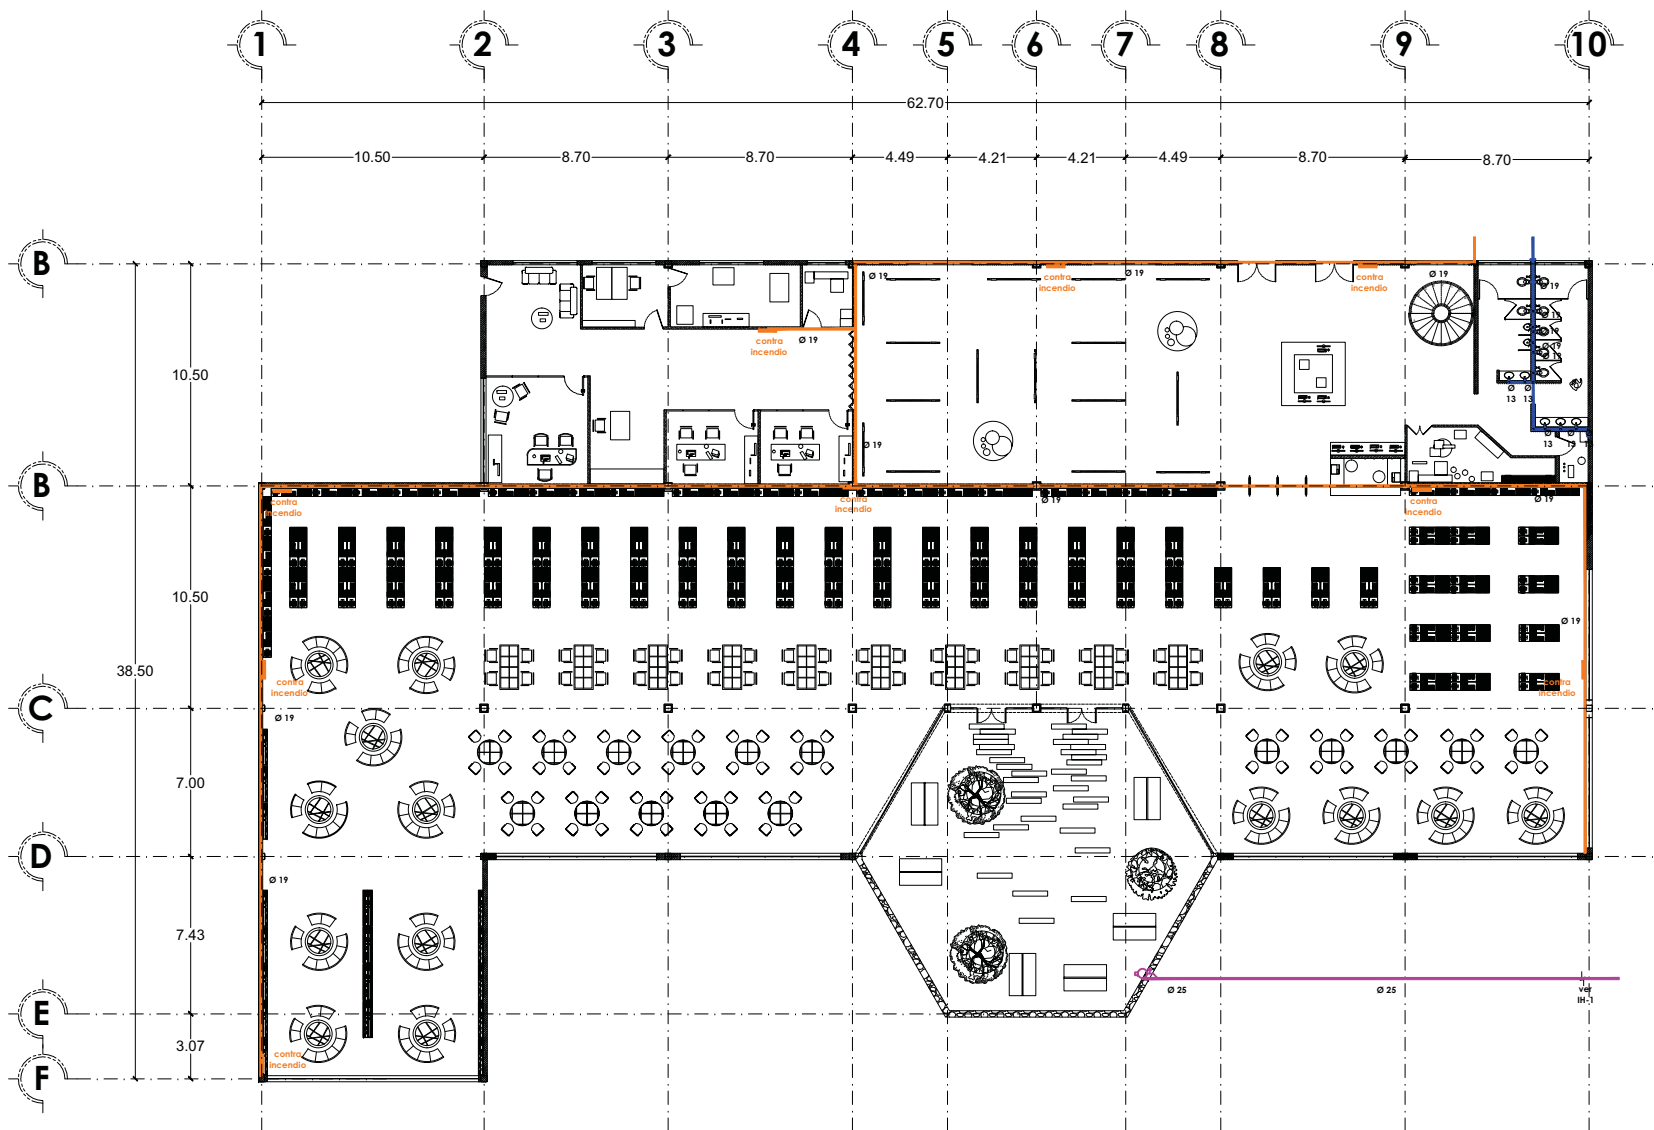 1 2 3 4 5 6 7 8 9 10
62.70
10.50 8.70 8.70 4.49 4.21 4.21 4.49 8.70 8.70
B
Ø 19
contra
incendio
Ø 19
contra
incendio
Ø 19
Ø 19
Ø 19
Ø 19
Ø 19
contra
incendio
Ø 19
10.50
Ø Ø
13 13
Ø 19
Ø Ø
13 13
B
contra
incendio
contra
incendio
Ø 19
contra
incendio
Ø 19
10.50
Ø 19
38.50
contra
incendio
contra
incendio
C
Ø 19
7.00
D
Ø 19
7.43
Ø 25 Ø 25
ver
IH-1
E
3.07
contra
incendio
F